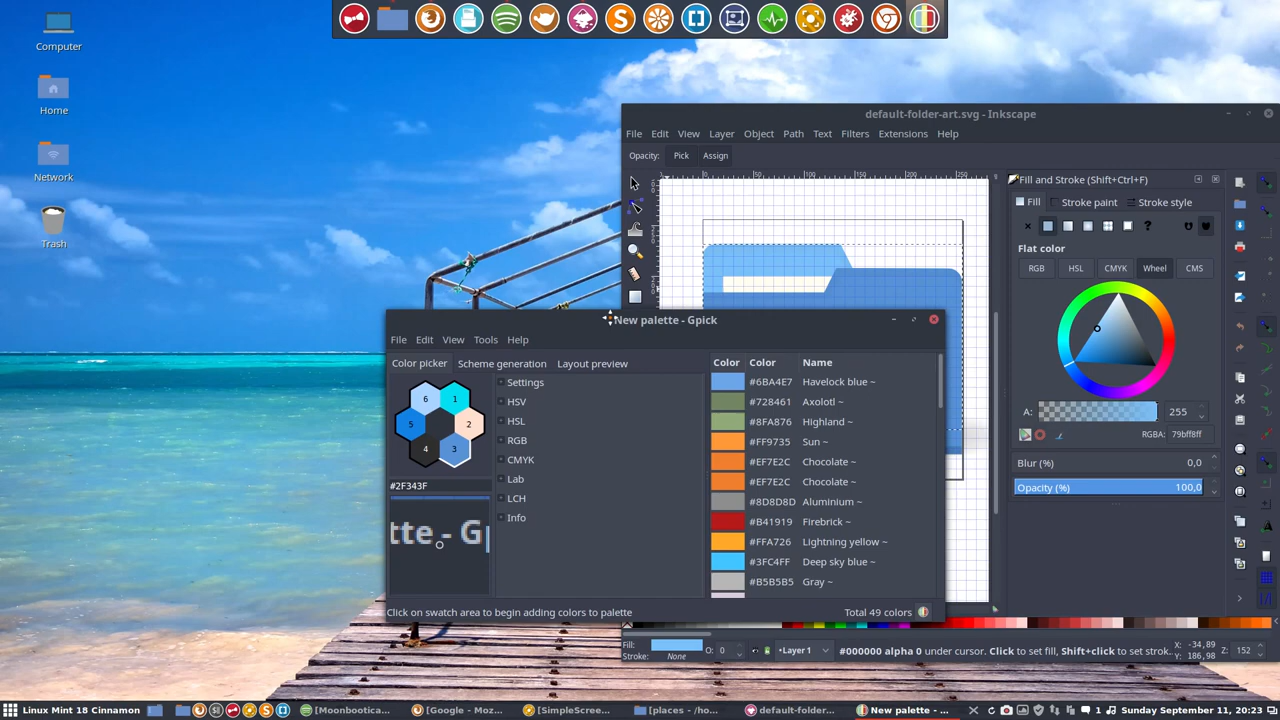 Computer
Home
Network
Trash
default-folder-art.svg - Inkscape
File Edit View Layer Object Path Text Filters Extensions Help
Opacity: Pick Assign
Fill and Stroke (Shift+Ctrl+F)
Fill Stroke paint Stroke style
Flat color
RGB HSL CMYK Wheel CMS
A: 255
RGBA: 79bff8ff
Blur (%) 0,0
Opacity (%) 100,0
New palette - Gpick
File Edit View Tools Help
Color picker Scheme generation Layout preview
Color Color Name
6 1 5 2 4 3
#2F343F
tte - Gp
Settings
HSV
HSL
RGB
CMYK
Lab
LCH
Info
#6BA4E7 Havelock blue ~
#728461 Axolotl ~
#8FA876 Highland ~
#FF9735 Sun ~
#EF7E2C Chocolate ~
#EF7E2C Chocolate ~
#8D8D8D Aluminium ~
#B41919 Firebrick ~
#FFA726 Lightning yellow ~
#3FC4FF Deep sky blue ~
#B5B5B5 Gray ~
Click on swatch area to begin adding colors to palette Total 49 colors
Fill: O: 0 Layer 1 #000000 alpha 0 under cursor. Click to set fill, Shift+click to set stroke. X: -34,89 Z: 152
Stroke: None Y: 186,98
Linux Mint 18 Cinnamon [Moonbootica... [Google - Moz... [SimpleScree... [places - /ho... default-folder... New palette - ... 1 Sunday September 11, 20:23